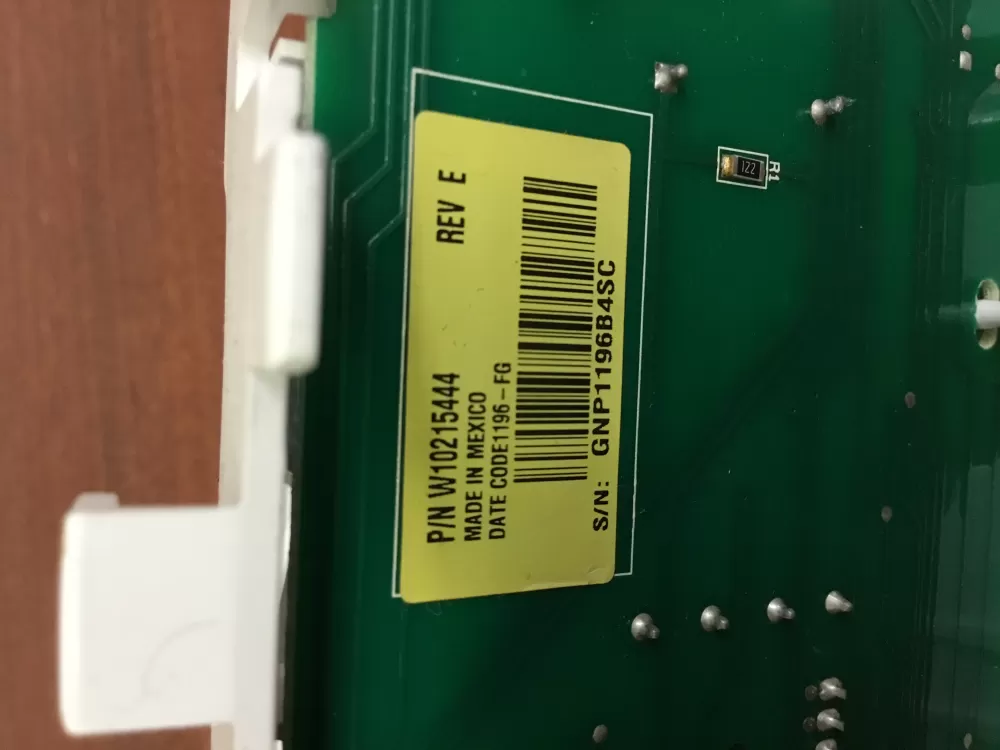 P/N W10215444 REV E
MADE IN MEXICO
DATE CODE1196-FG
S/N: GNP1196B4SC
R1
122